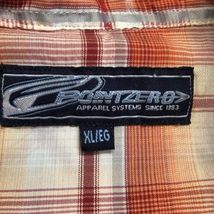 POINTZERO
APPAREL SYSTEMS SINCE 1983
XL/EG